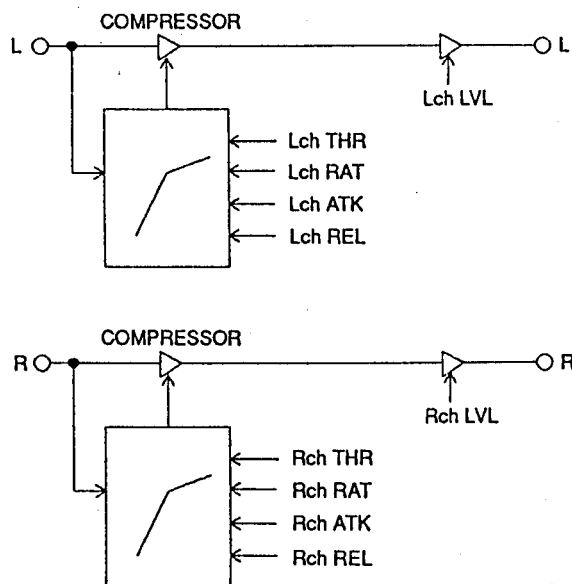 COMPRESSOR
L L
Lch LVL
Lch THR
Lch RAT
Lch ATK
Lch REL
COMPRESSOR
R R
Rch LVL
Rch THR
Rch RAT
Rch ATK
Rch REL